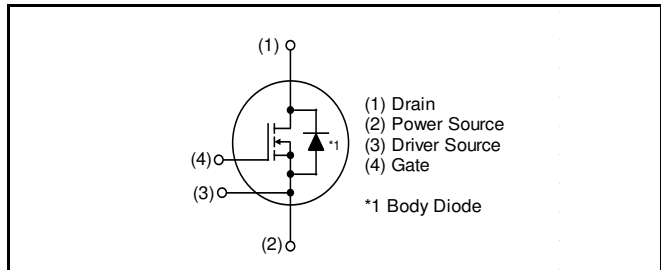 (1)
(1) Drain
(2) Power Source
(3) Driver Source
(4) Gate
*1
(4)
(3)
*1 Body Diode
(2)